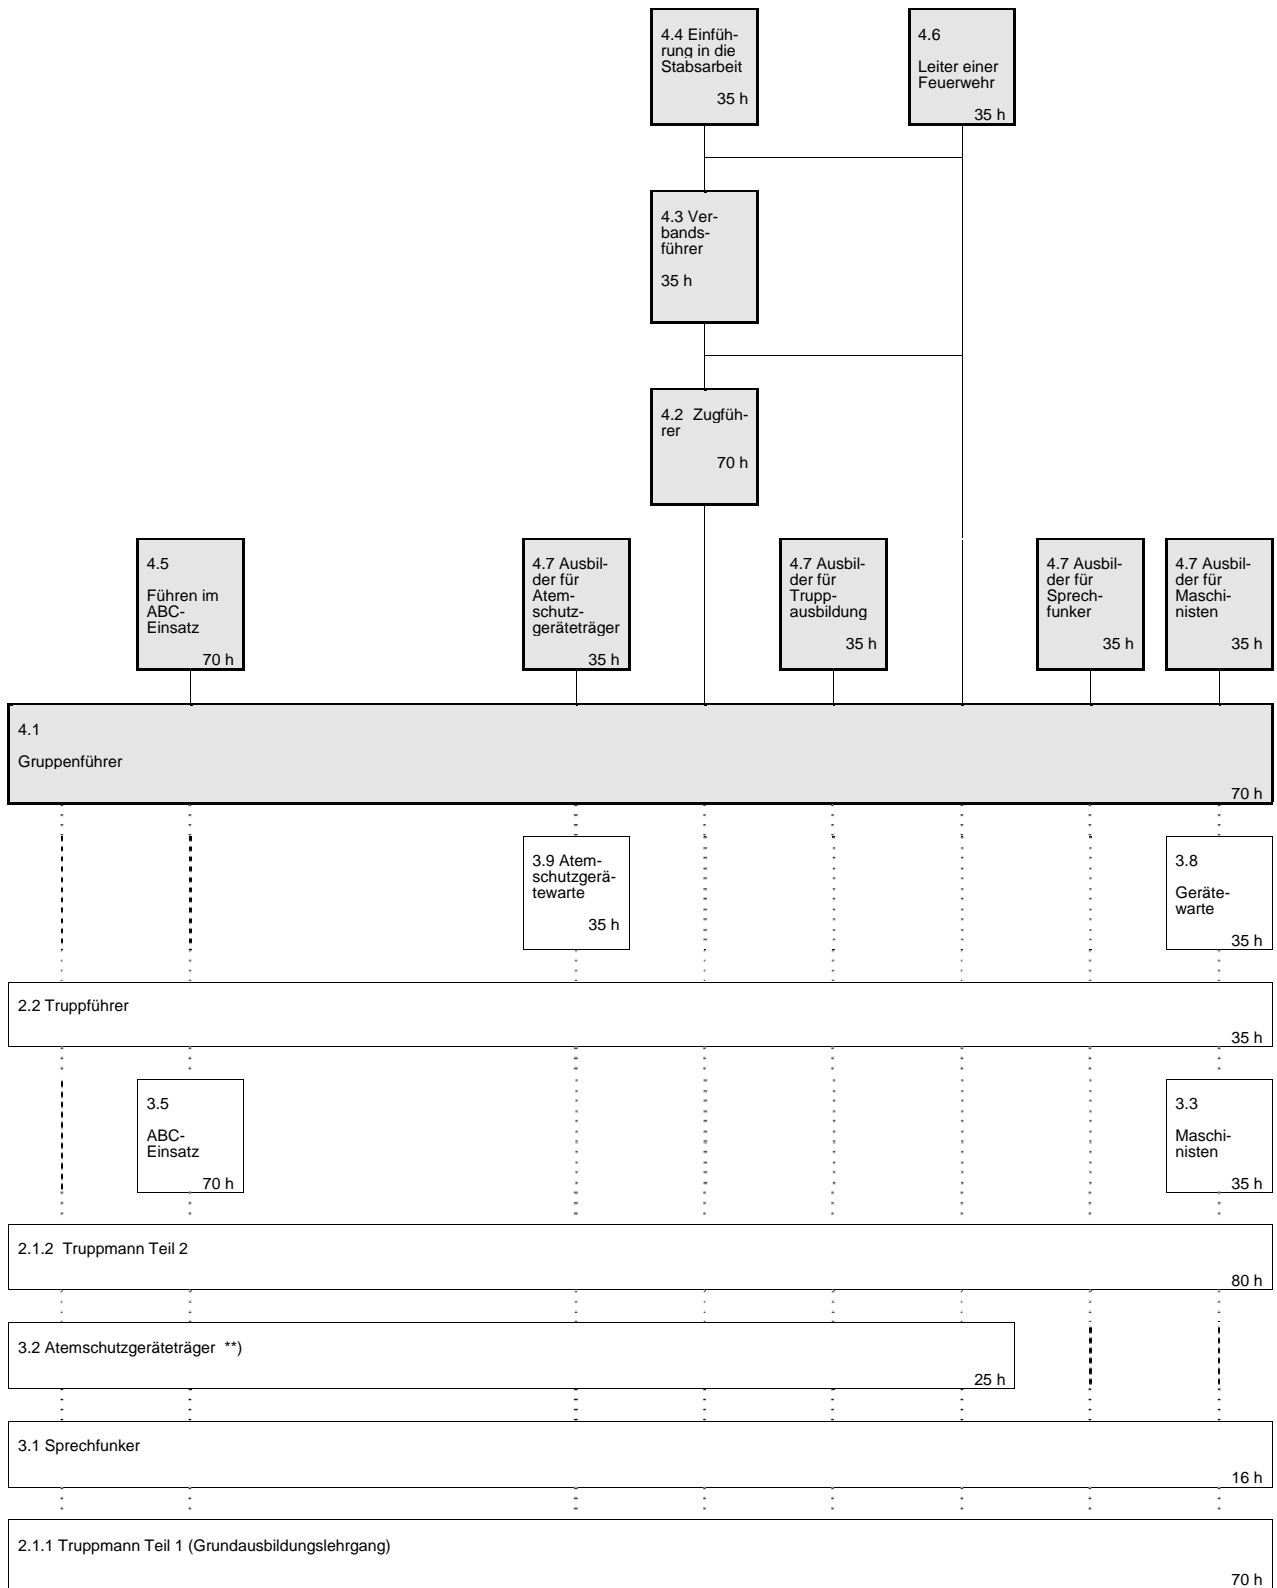 4.4 Einfüh-
rung in die
Stabsarbeit
35 h
4.6
Leiter einer
Feuerwehr
35 h
4.3 Ver-
bands-
führer
35 h
4.2 Zugfüh-
rer
70 h
4.5
Führen im
ABC-
Einsatz
70 h
4.7 Ausbil-
der für
Atem-
schutz-
geräteträger
35 h
4.7 Ausbil-
der für
Trupp-
ausbildung
35 h
4.7 Ausbil-
der für
Sprech-
funker
35 h
4.7 Ausbil-
der für
Maschi-
nisten
35 h
4.1
Gruppenführer
70 h
3.9 Atem-
schutzgerä-
tewarte
35 h
3.8
Geräte-
warte
35 h
2.2 Truppführer
35 h
3.5
ABC-
Einsatz
70 h
3.3
Maschi-
nisten
35 h
2.1.2 Truppmann Teil 2
80 h
3.2 Atemschutzgeräteträger **)
25 h
3.1 Sprechfunker
16 h
2.1.1 Truppmann Teil 1 (Grundausbildungslehrgang)
70 h